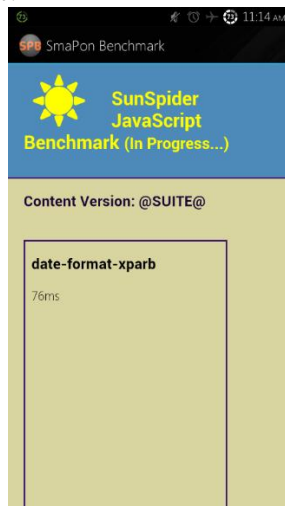 11:14 AM
SPB SmaPon Benchmark
SunSpider
JavaScript
Benchmark (In Progress...)
Content Version: @SUITE@
date-format-xparb
76ms